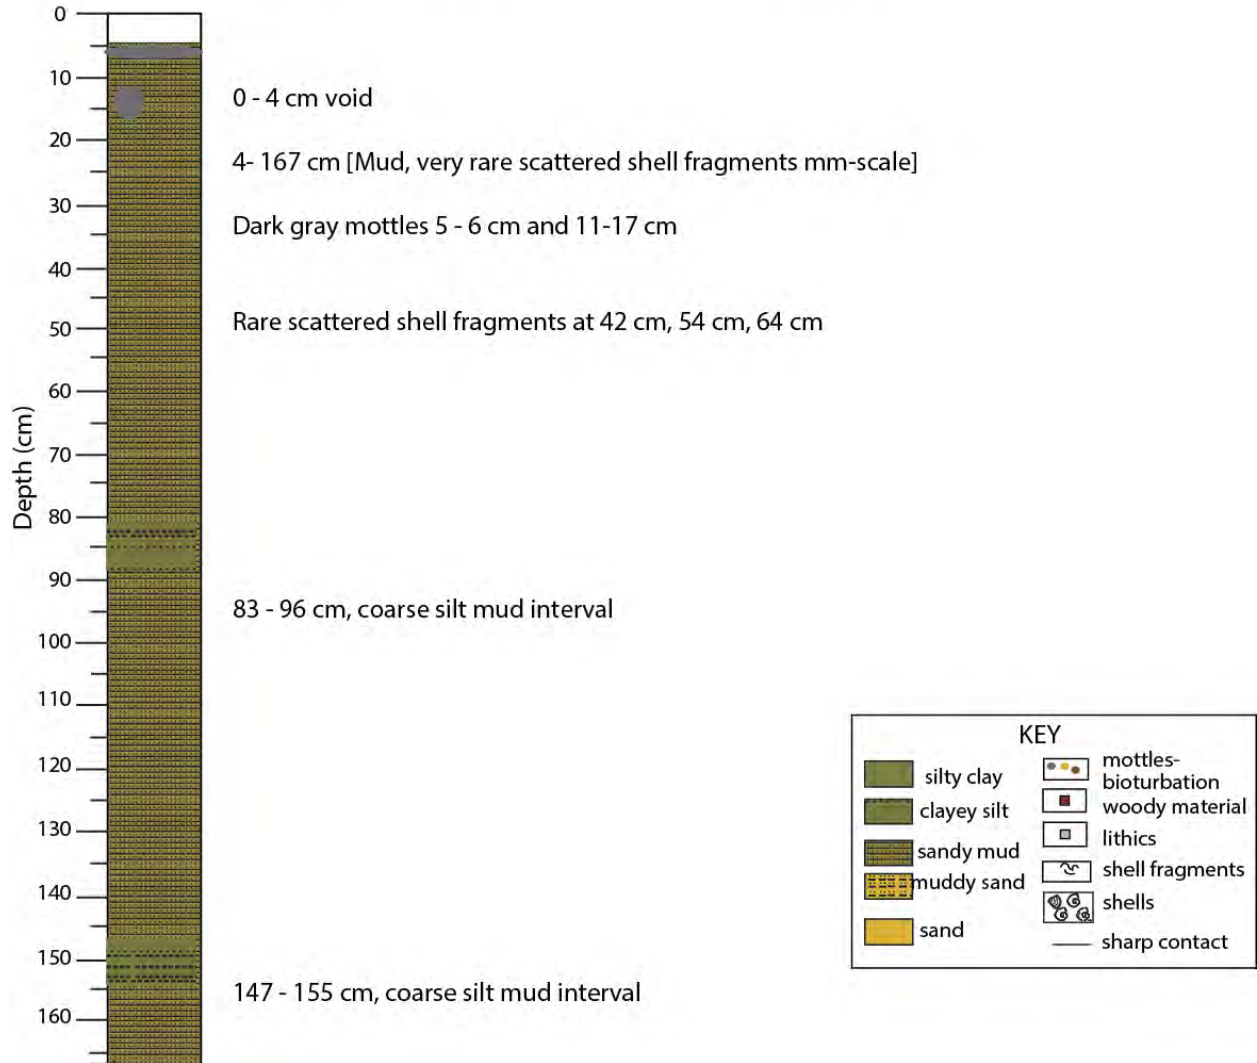 0
10
20
30
40
50
60
70
80
90
100
110
120
130
140
150
160
Depth (cm)
0 - 4 cm void
4- 167 cm [Mud, very rare scattered shell fragments mm-scale]
Dark gray mottles 5 - 6 cm and 11-17 cm
Rare scattered shell fragments at 42 cm, 54 cm, 64 cm
83 - 96 cm, coarse silt mud interval
147 - 155 cm, coarse silt mud interval
KEY
silty clay
clayey silt
sandy mud
muddy sand
sand
mottles-
bioturbation
woody material
lithics
shell fragments
shells
sharp contact